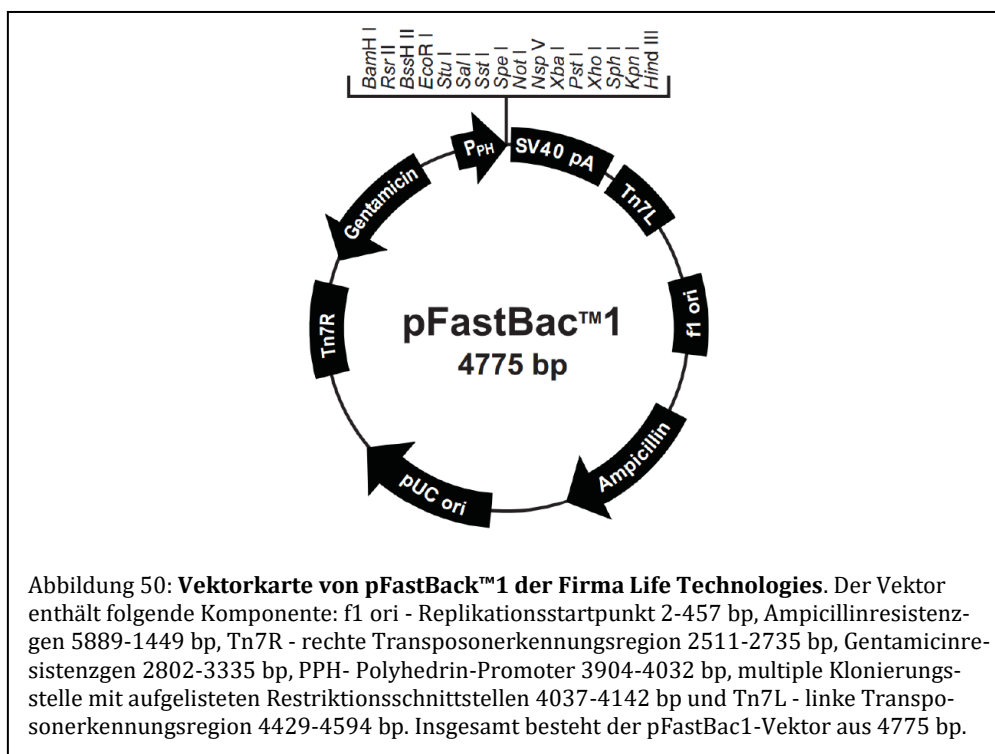 BamH I
Rsr II
BssH II
EcoR I
Stu I
Sal I
Sst I
Spe I
Not I
Nsp V
Xba I
Pst I
Xho I
Sph I
Kpn I
Hind III
PPH
SV40 pA
Tn7L
f1 ori
Ampicillin
pUC ori
Tn7R
Gentamicin
pFastBac™1
4775 bp
Abbildung 50: Vektorkarte von pFastBack™1 der Firma Life Technologies. Der Vektor
enthält folgende Komponente: f1 ori - Replikationsstartpunkt 2-457 bp, Ampicillinresistenz-
gen 5889-1449 bp, Tn7R - rechte Transposonerkennungsregion 2511-2735 bp, Gentamicinre-
sistenzgen 2802-3335 bp, PPH- Polyhedrin-Promoter 3904-4032 bp, multiple Klonierungs-
stelle mit aufgelisteten Restriktionsschnittstellen 4037-4142 bp und Tn7L - linke Transpo-
sonerkennungsregion 4429-4594 bp. Insgesamt besteht der pFastBac1-Vektor aus 4775 bp.